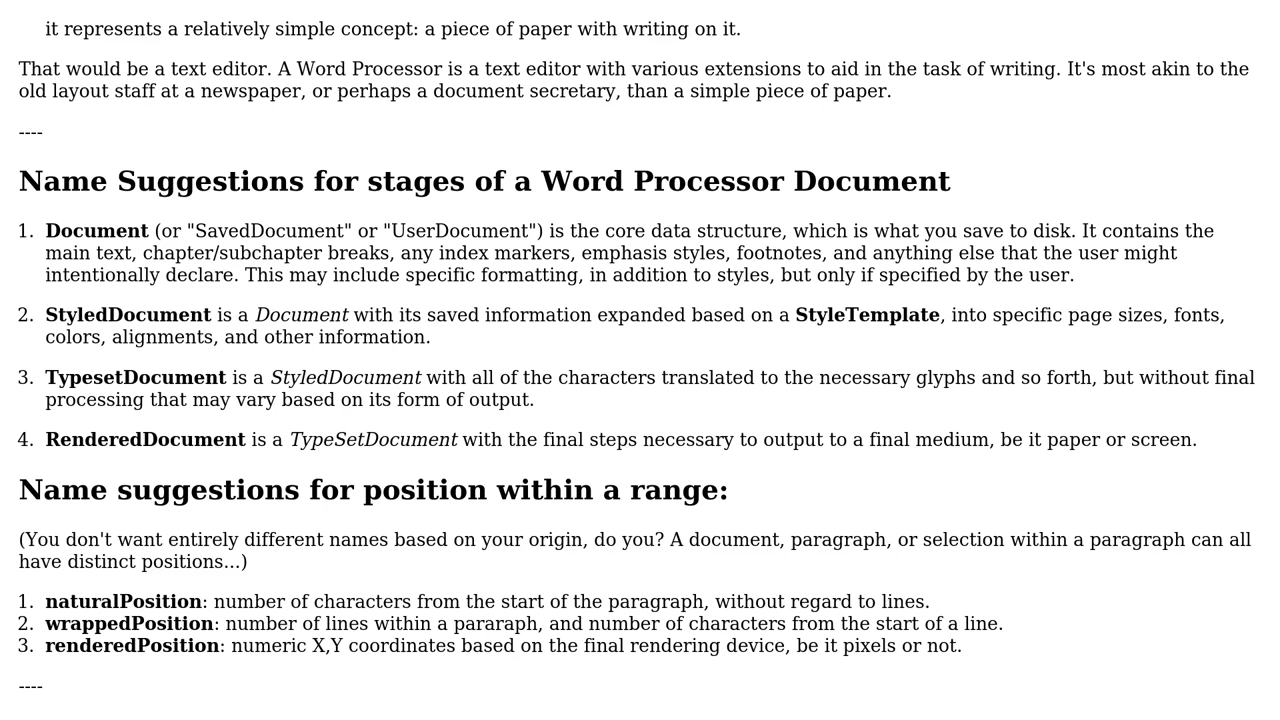 it represents a relatively simple concept: a piece of paper with writing on it.
That would be a text editor. A Word Processor is a text editor with various extensions to aid in the task of writing. It's most akin to the
old layout staff at a newspaper, or perhaps a document secretary, than a simple piece of paper.
----
Name Suggestions for stages of a Word Processor Document
1. Document (or "SavedDocument" or "UserDocument") is the core data structure, which is what you save to disk. It contains the
main text, chapter/subchapter breaks, any index markers, emphasis styles, footnotes, and anything else that the user might
intentionally declare. This may include specific formatting, in addition to styles, but only if specified by the user.
2. StyledDocument is a Document with its saved information expanded based on a StyleTemplate, into specific page sizes, fonts,
colors, alignments, and other information.
3. TypesetDocument is a StyledDocument with all of the characters translated to the necessary glyphs and so forth, but without final
processing that may vary based on its form of output.
4. RenderedDocument is a TypeSetDocument with the final steps necessary to output to a final medium, be it paper or screen.
Name suggestions for position within a range:
(You don't want entirely different names based on your origin, do you? A document, paragraph, or selection within a paragraph can all
have distinct positions...)
1. naturalPosition: number of characters from the start of the paragraph, without regard to lines.
2. wrappedPosition: number of lines within a pararaph, and number of characters from the start of a line.
3. renderedPosition: numeric X,Y coordinates based on the final rendering device, be it pixels or not.
----